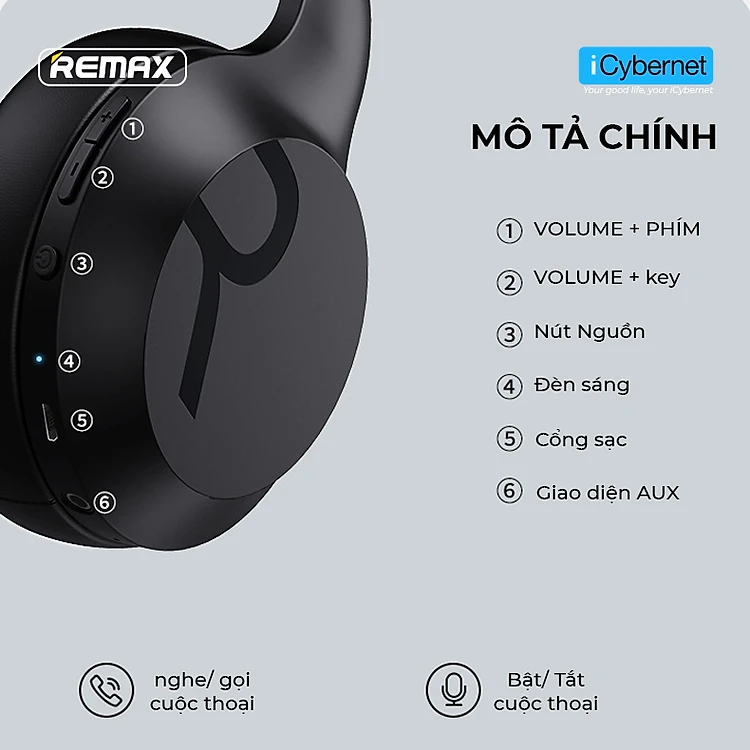 REMAX
iCybernet
Your good life, your iCybernet
MÔ TẢ CHÍNH
+
1
-
2
3
4
5
6
1 VOLUME + PHÍM
2 VOLUME + key
3 Nút Nguồn
4 Đèn sáng
5 Cổng sạc
6 Giao diện AUX
nghe/ gọi
cuộc thoại
Bật/ Tắt
cuộc thoại